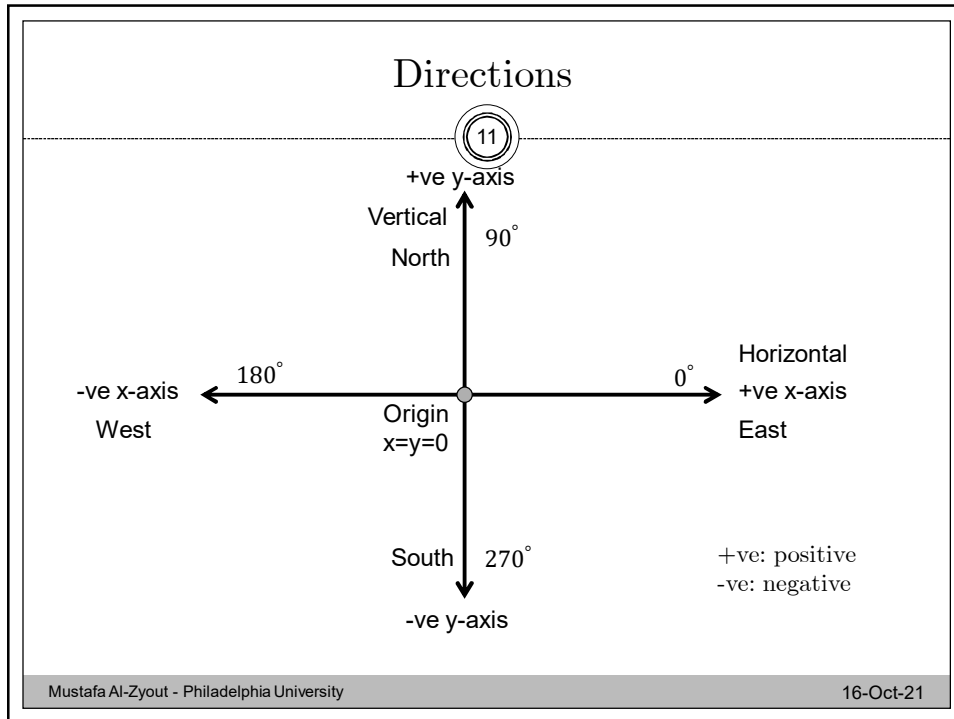 Directions
11
+ve y-axis
Vertical
90°
North
Horizontal
180°
0°
-ve x-axis
+ve x-axis
West
Origin
East
x=y=0
South
270°
+ve: positive
-ve: negative
-ve y-axis
Mustafa Al-Zyout - Philadelphia University
16-Oct-21